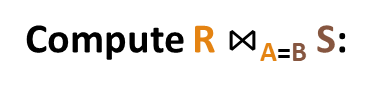 Compute R ⋈ A=B S: